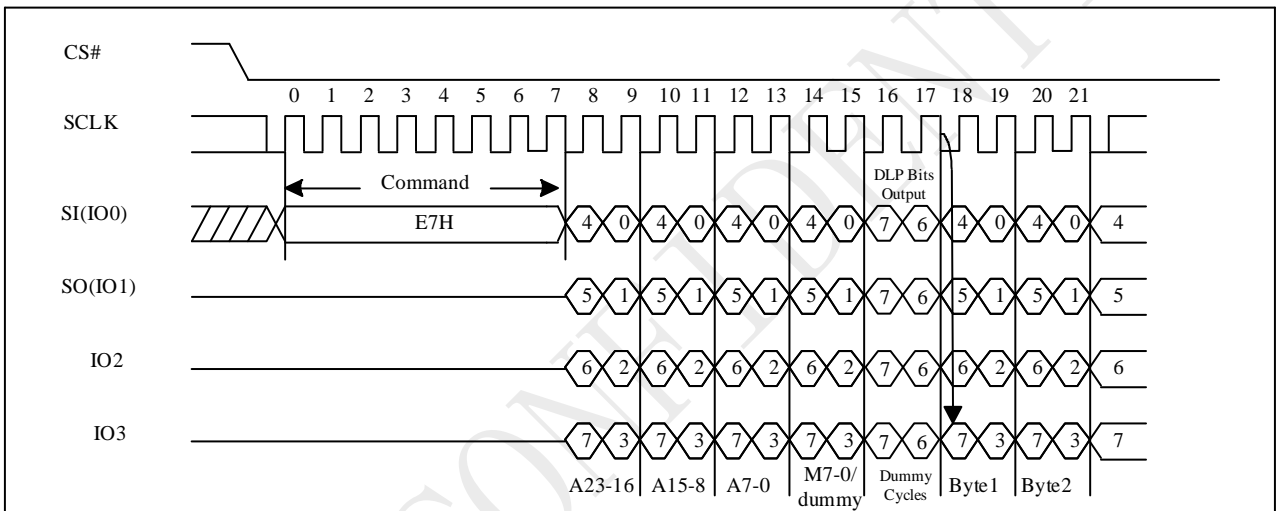 CS#
0 1 2 3 4 5 6 7 8 9 10 11 12 13 14 15 16 17 18 19 20 21
SCLK
Command
DLP Bits
Output
SI(IO0) E7H 4 0 4 0 4 0 4 0 7 6 4 0 4 0 4
SO(IO1) 5 1 5 1 5 1 5 1 7 6 5 1 5 1 5
IO2 6 2 6 2 6 2 6 2 7 6 6 2 6 2 6
IO3 7 3 7 3 7 3 7 3 7 6 7 3 7 3 7
A23-16 A15-8 A7-0 M7-0/
dummy Dummy
Cycles Byte1 Byte2
CONFIDENT